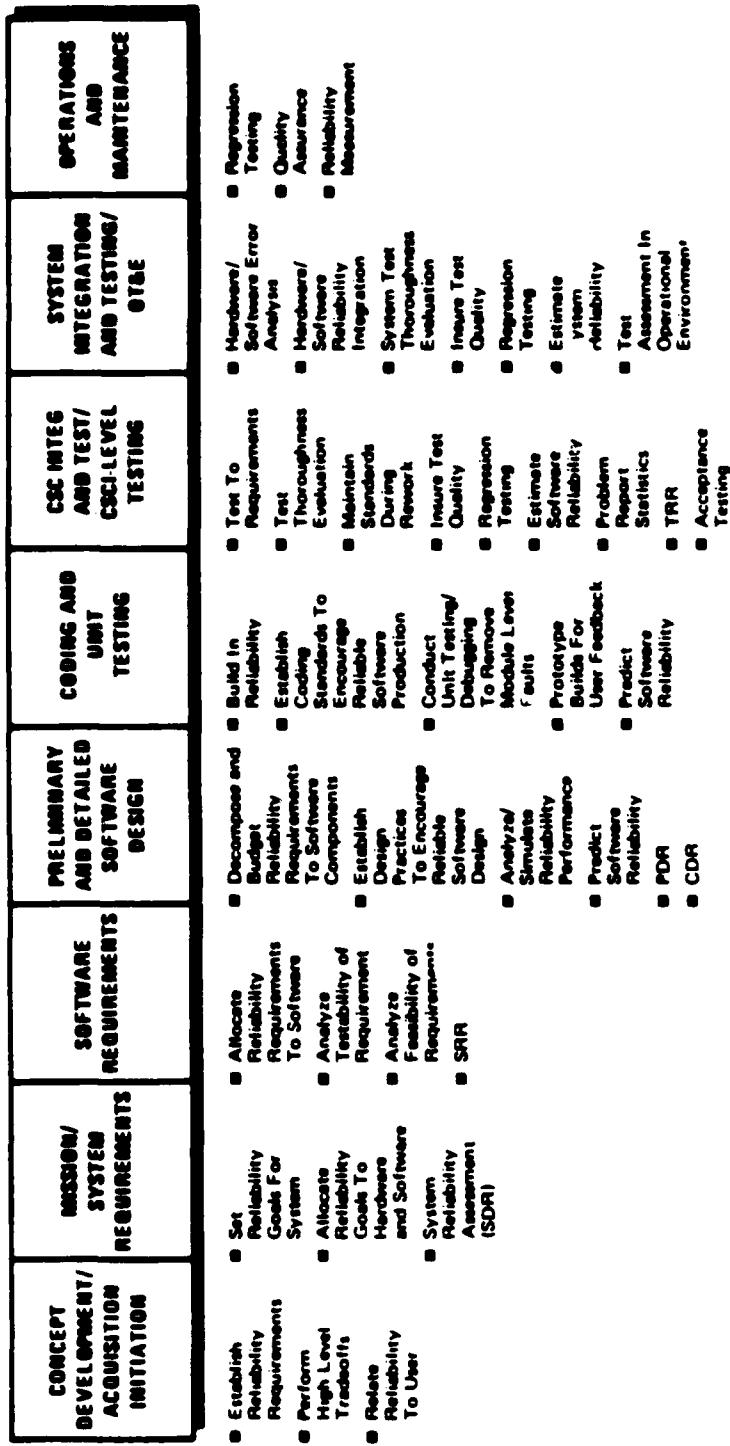 CONCEPT
DEVELOPMENT/
ACQUISITION
INITIATION
MISSION/
SYSTEM
REQUIREMENTS
SOFTWARE
REQUIREMENTS
PRELIMINARY
AND DETAILED
SOFTWARE
DESIGN
CODING AND
UNIT
TESTING
CSC INTEG
AND TEST/
CSCI-LEVEL
TESTING
SYSTEM
INTEGRATION
AND TESTING/
OT&E
OPERATIONS
AND
MAINTENANCE
■ Establish
Reliability
Requirements
■ Perform
High Level
Tradeoffs
■ Relate
Reliability
To User
■ Set
Reliability
Goals For
System
■ Allocate
Reliability
Goals To
Hardware
and Software
■ System
Reliability
Assessment
(SDR)
■ Allocate
Reliability
Requirements
To Software
■ Analyze
Testability of
Requirement
■ Analyze
Feasibility of
Requirements
■ SRR
■ Decompose and
Budget
Reliability
Requirements
To Software
Components
■ Establish
Design
Practices
To Encourage
Reliable
Software
Design
■ Analyze/
Simulate
Reliability
Performance
■ Predict
Software
Reliability
■ PDR
■ CDR
■ Build In
Reliability
■ Establish
Coding
Standards To
Encourage
Reliable
Software
Production
■ Conduct
Unit Testing/
Debugging
To Remove
Module Level
Faults
■ Prototype
Builds For
User Feedback
■ Predict
Software
Reliability
■ Test To
Requirements
■ Test
Thoroughness
Evaluation
■ Maintain
Standards
During
Rework
■ Insure Test
Quality
■ Regression
Testing
■ Estimate
Software
Reliability
■ Problem
Report
Statistics
■ TRR
■ Acceptance
Testing
■ Hardware/
Software Error
Analysis
■ Hardware/
Software
Reliability
Integration
■ System Test
Thoroughness
Evaluation
■ Insure Test
Quality
■ Regression
Testing
■ Estimate
ystem
Reliability
■ Test
Assessment In
Operational
Environment
■ Regression
Testing
■ Quality
Assurance
■ Reliability
Measurement